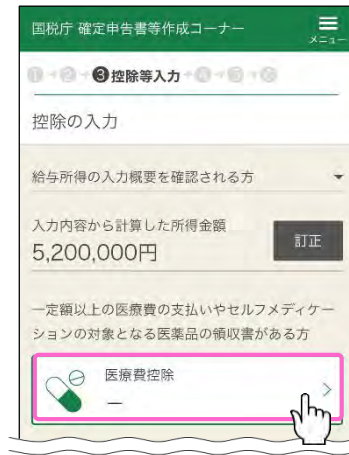 国税庁 確定申告書等作成コーナー
メニュー
1 2 3 控除等入力 4 5 6
控除の入力
給与所得の入力概要を確認される方
入力内容から計算した所得金額
5,200,000円
訂正
一定額以上の医療費の支払いやセルフメディケー
ションの対象となる医薬品の領収書がある方
医療費控除
—